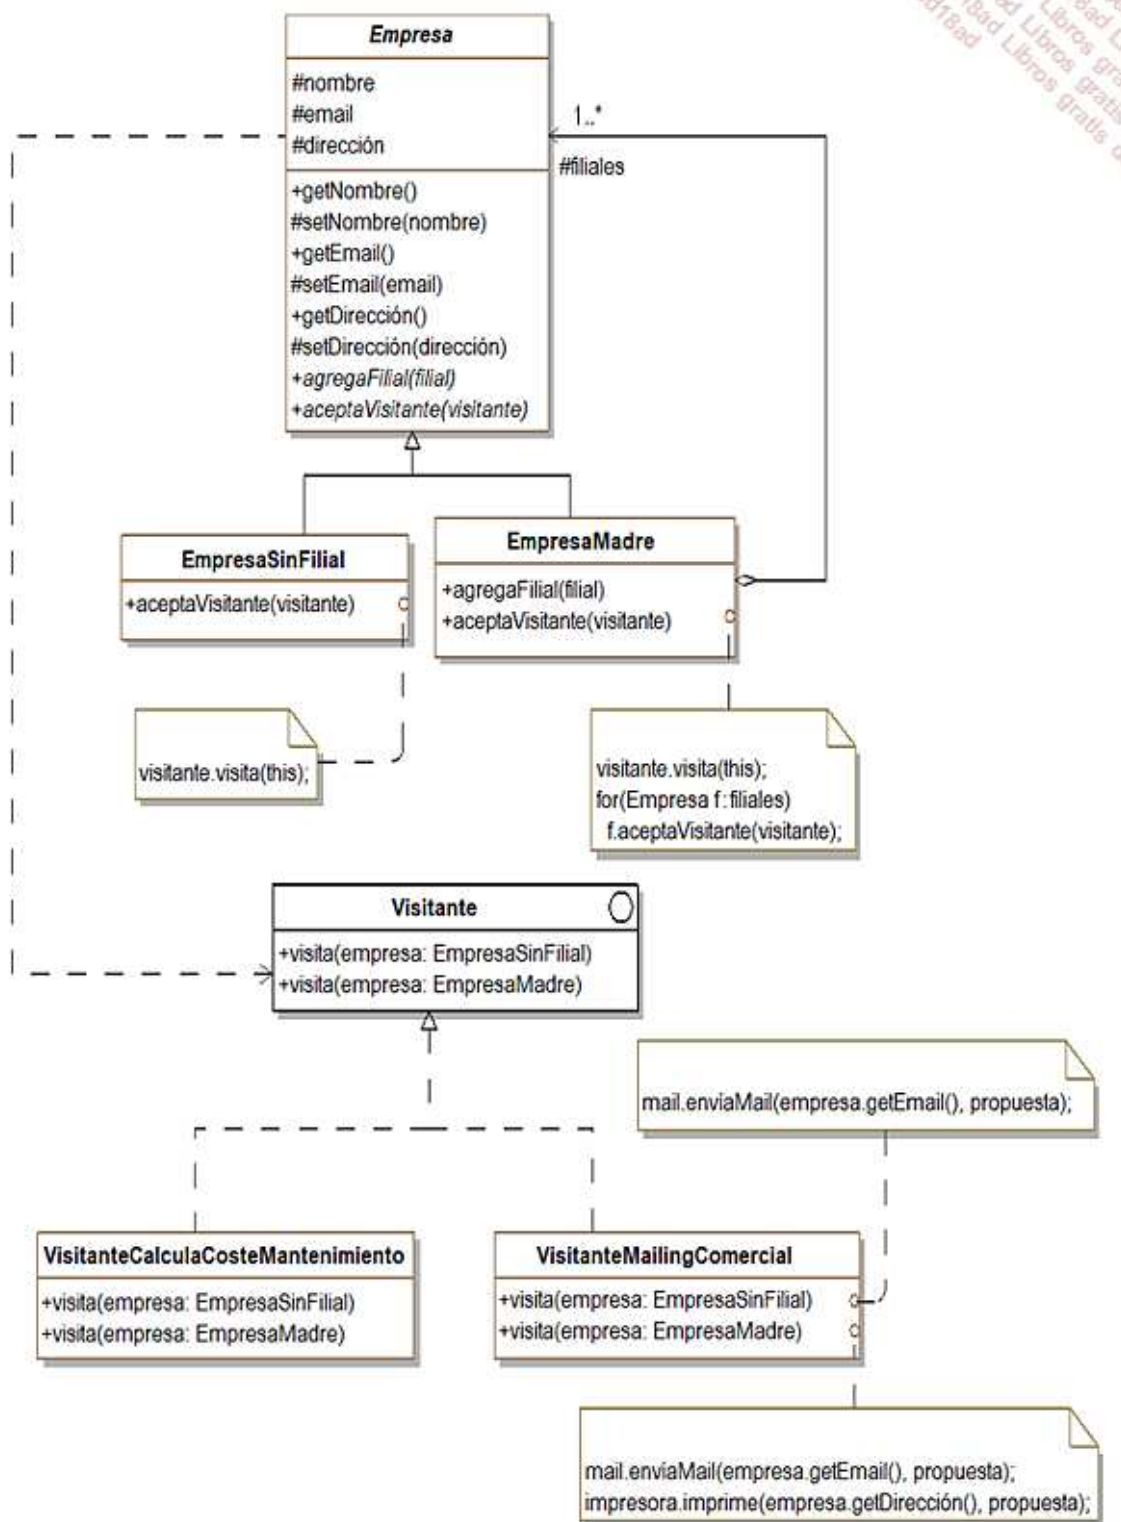 Empresa
#nombre
#email
#dirección
+getNombre()
#setNombre(nombre)
+getEmail()
#setEmail(email)
+getDirección()
#setDirección(dirección)
+agregaFilial(filial)
+aceptaVisitante(visitante)
1..*
#filiales
EmpresaSinFilial
+aceptaVisitante(visitante)
EmpresaMadre
+agregaFilial(filial)
+aceptaVisitante(visitante)
visitante.visita(this);
visitante.visita(this);
for(Empresa f:filiales)
f.aceptaVisitante(visitante);
Visitante
+visita(empresa: EmpresaSinFilial)
+visita(empresa: EmpresaMadre)
mail.envíaMail(empresa.getEmail(), propuesta);
VisitanteCalculaCosteMantenimiento
+visita(empresa: EmpresaSinFilial)
+visita(empresa: EmpresaMadre)
VisitanteMailingComercial
+visita(empresa: EmpresaSinFilial)
+visita(empresa: EmpresaMadre)
mail.envíaMail(empresa.getEmail(), propuesta);
impresora.imprime(empresa.getDirección(), propuesta);